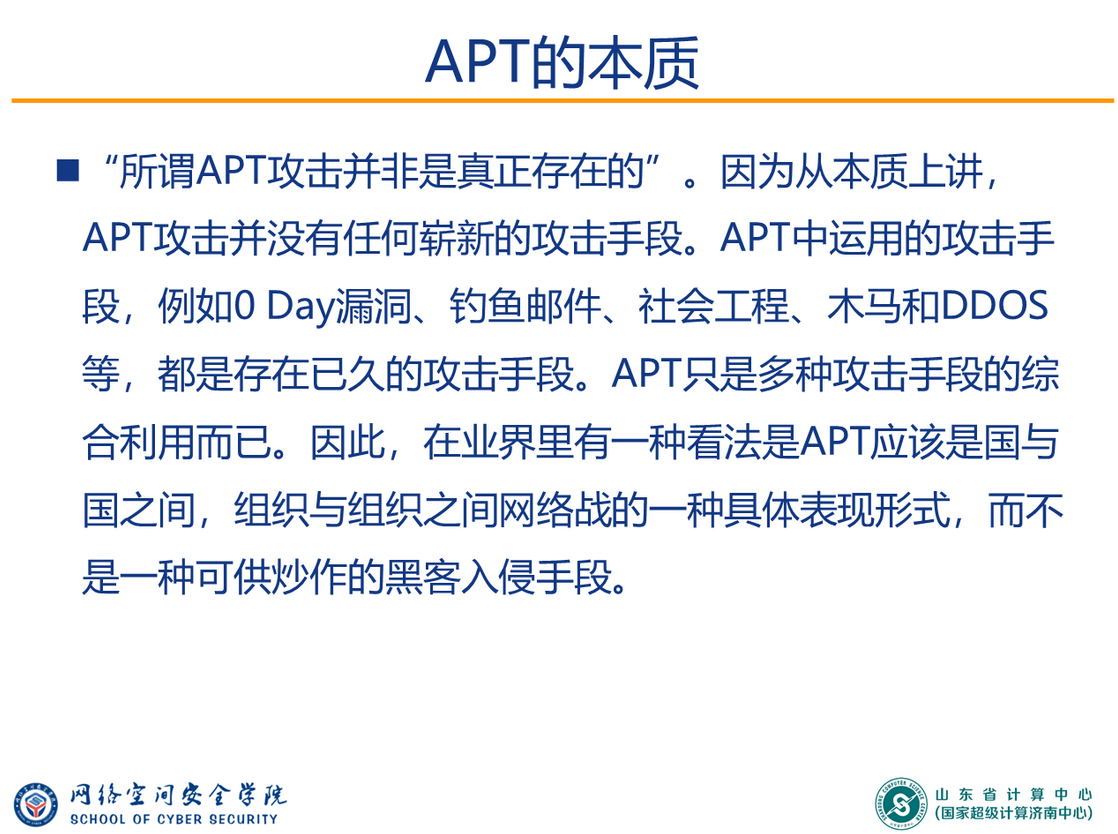 APT的本质
“所谓APT攻击并非是真正存在的”。因为从本质上讲，
APT攻击并没有任何崭新的攻击手段。APT中运用的攻击手
段，例如0 Day漏洞、钓鱼邮件、社会工程、木马和DDOS
等，都是存在已久的攻击手段。APT只是多种攻击手段的综
合利用而已。因此，在业界里有一种看法是APT应该是国与
国之间，组织与组织之间网络战的一种具体表现形式，而不
是一种可供炒作的黑客入侵手段。
网络空间安全学院
SCHOOL OF CYBER SECURITY
SHANDONG COMPUTER SCIENCE CENTER
山东省计算中心
(国家超级计算济南中心)